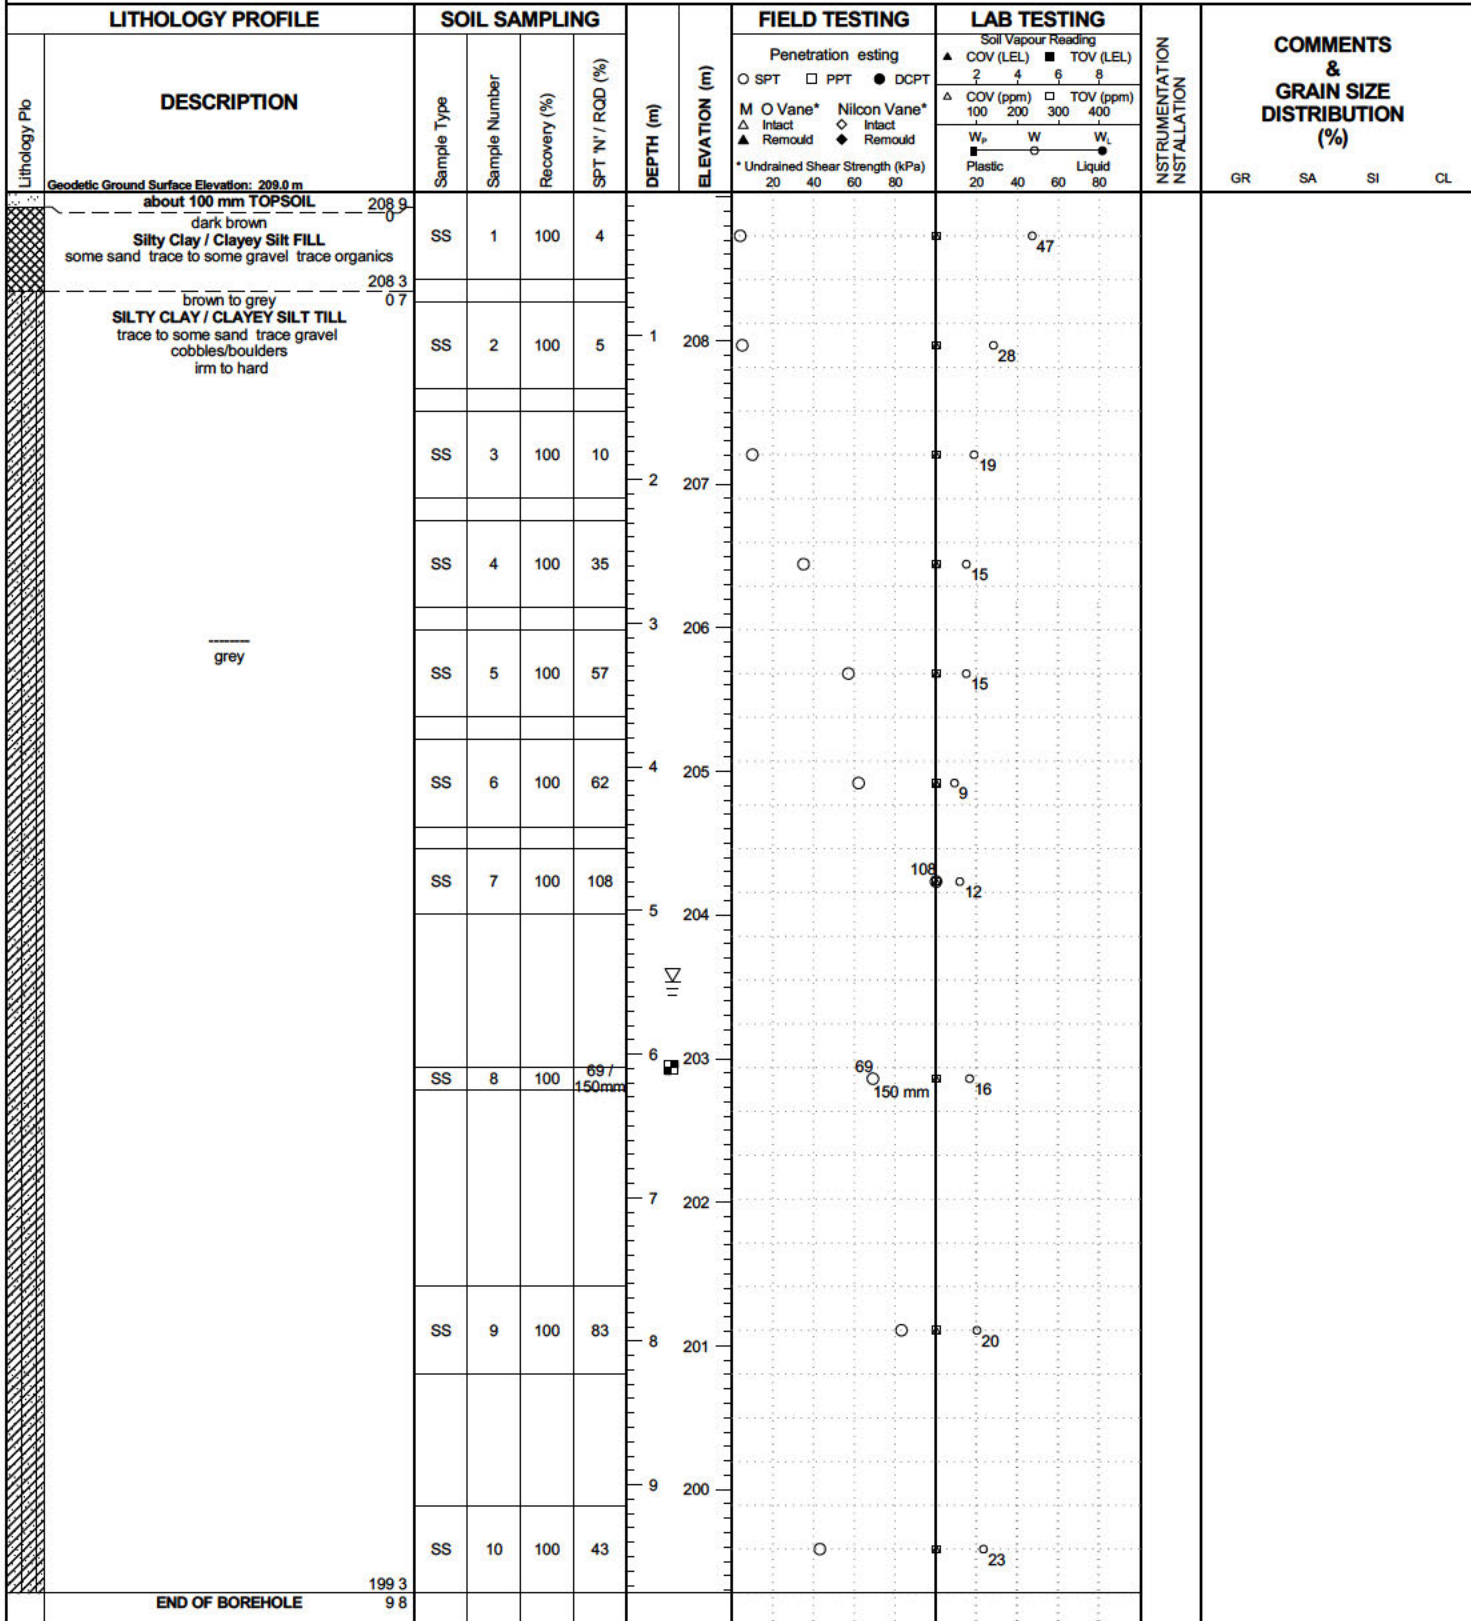 LITHOLOGY PROFILE
SOIL SAMPLING
FIELD TESTING
LAB TESTING
Lithology Plo
DESCRIPTION
Geodetic Ground Surface Elevation: 209.0 m
Sample Type
Sample Number
Recovery (%)
SPT 'N' / RQD (%)
DEPTH (m)
ELEVATION (m)
Penetration esting
SPT PPT DCPT
M O Vane* Nilcon Vane*
Intact Intact
Remould Remould
* Undrained Shear Strength (kPa)
20 40 60 80
Soil Vapour Reading
COV (LEL) TOV (LEL)
2 4 6 8
COV (ppm) TOV (ppm)
100 200 300 400
WP W WL
Plastic Liquid
20 40 60 80
NSTRUMENTATION
NSTALLATION
COMMENTS
&
GRAIN SIZE
DISTRIBUTION
(%)
GR SA SI CL
about 100 mm TOPSOIL 208 9
0
dark brown
Silty Clay / Clayey Silt FILL
some sand trace to some gravel trace organics
208 3
0 7
brown to grey
SILTY CLAY / CLAYEY SILT TILL
trace to some sand trace gravel
cobbles/boulders
irm to hard
--------
grey
199 3
END OF BOREHOLE 9 8
SS 1 100 4
SS 2 100 5
SS 3 100 10
SS 4 100 35
SS 5 100 57
SS 6 100 62
SS 7 100 108
SS 8 100 69 /
150mm
SS 9 100 83
SS 10 100 43
1
2
3
4
5
6
7
8
9
208
207
206
205
204
203
202
201
200
108
69
150 mm
47
28
19
15
15
9
12
16
20
23